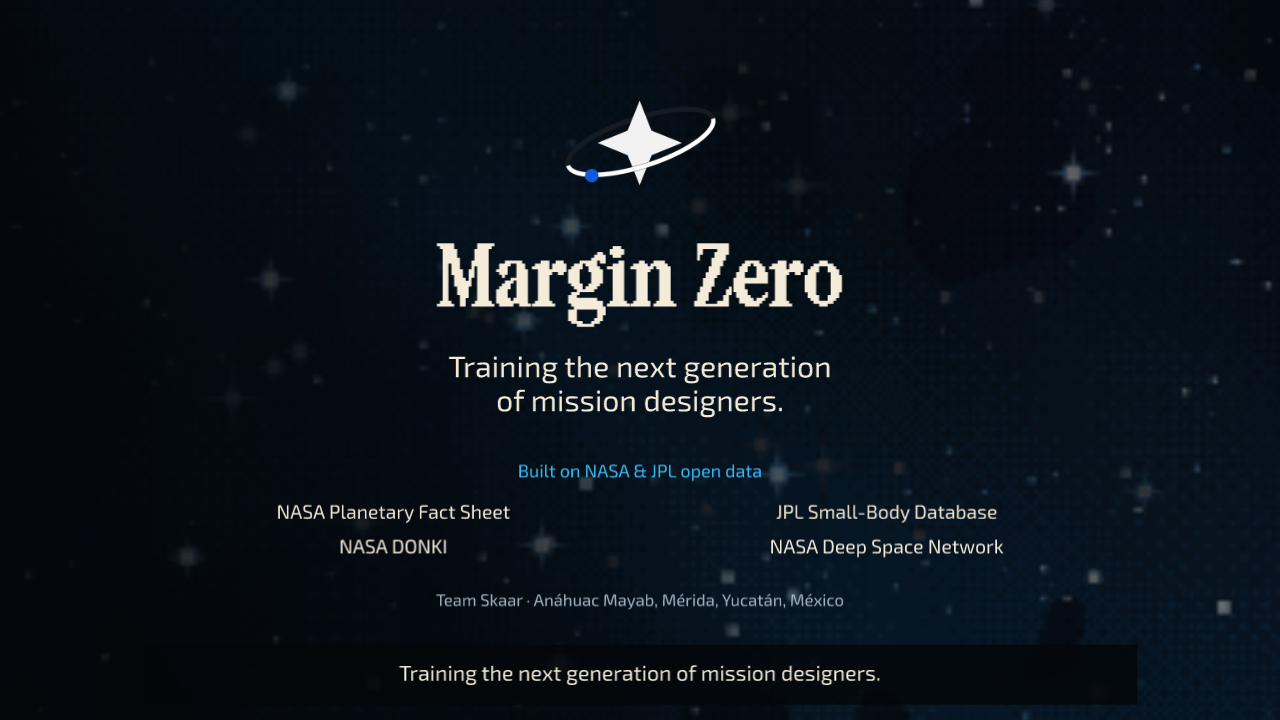 Margin Zero
Training the next generation
of mission designers.
Built on NASA & JPL open data
NASA Planetary Fact Sheet
JPL Small-Body Database
NASA DONKI
NASA Deep Space Network
Team Skaar · Anáhuac Mayab, Mérida, Yucatán, México
Training the next generation of mission designers.